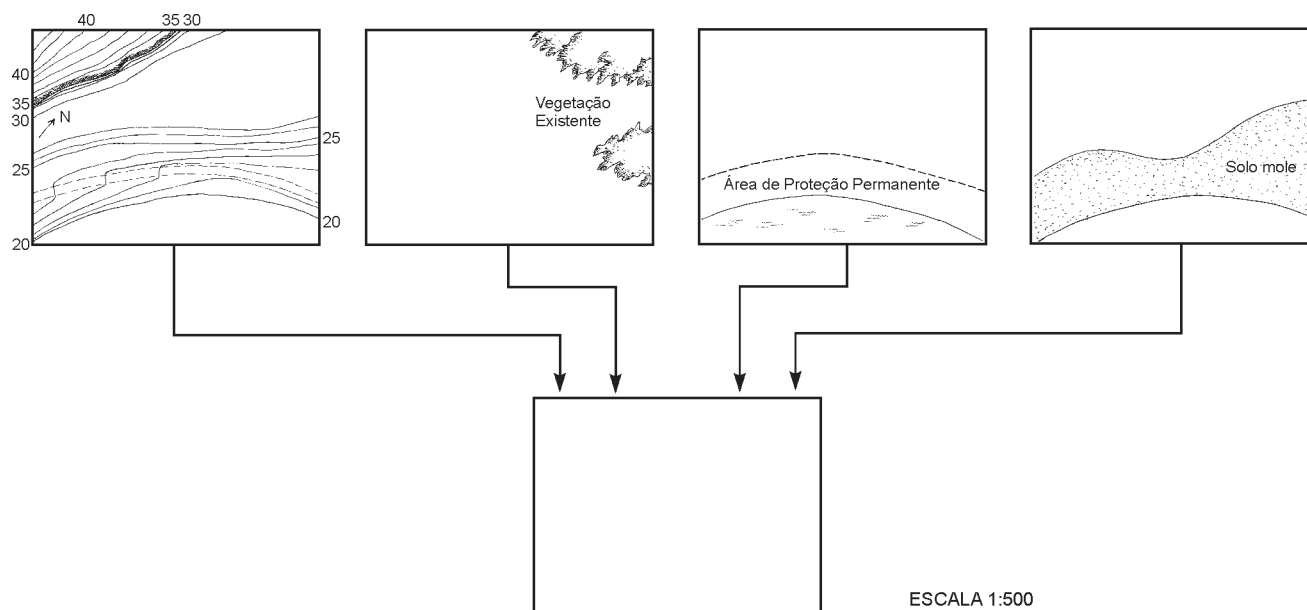 40
35 30
40
35
30
N
25
25
20
20
Vegetação
Existente
Área de Proteção Permanente
Solo mole
ESCALA 1:500